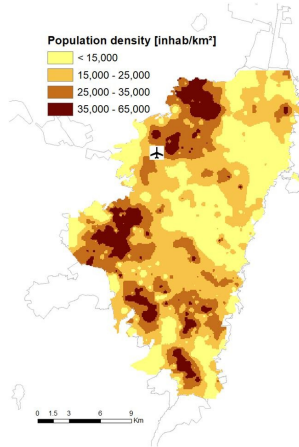 Population density [inhab/km²]
< 15,000
15,000 - 25,000
25,000 - 35,000
35,000 - 65,000
0 1.5 3 6 9
Km